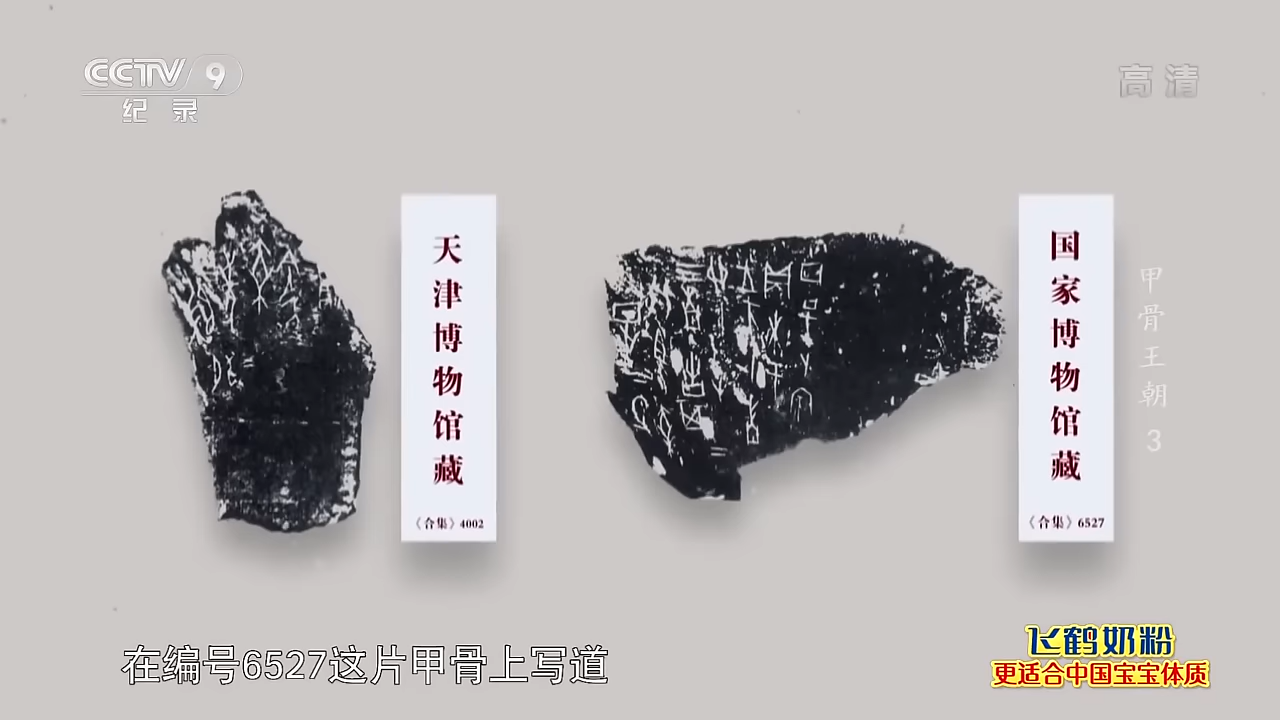 CCTV 9
纪录
高清
天津博物馆藏
《合集》4002
国家博物馆藏
《合集》6527
甲骨王朝 3
在编号6527这片甲骨上写道
飞鹤奶粉
更适合中国宝宝体质